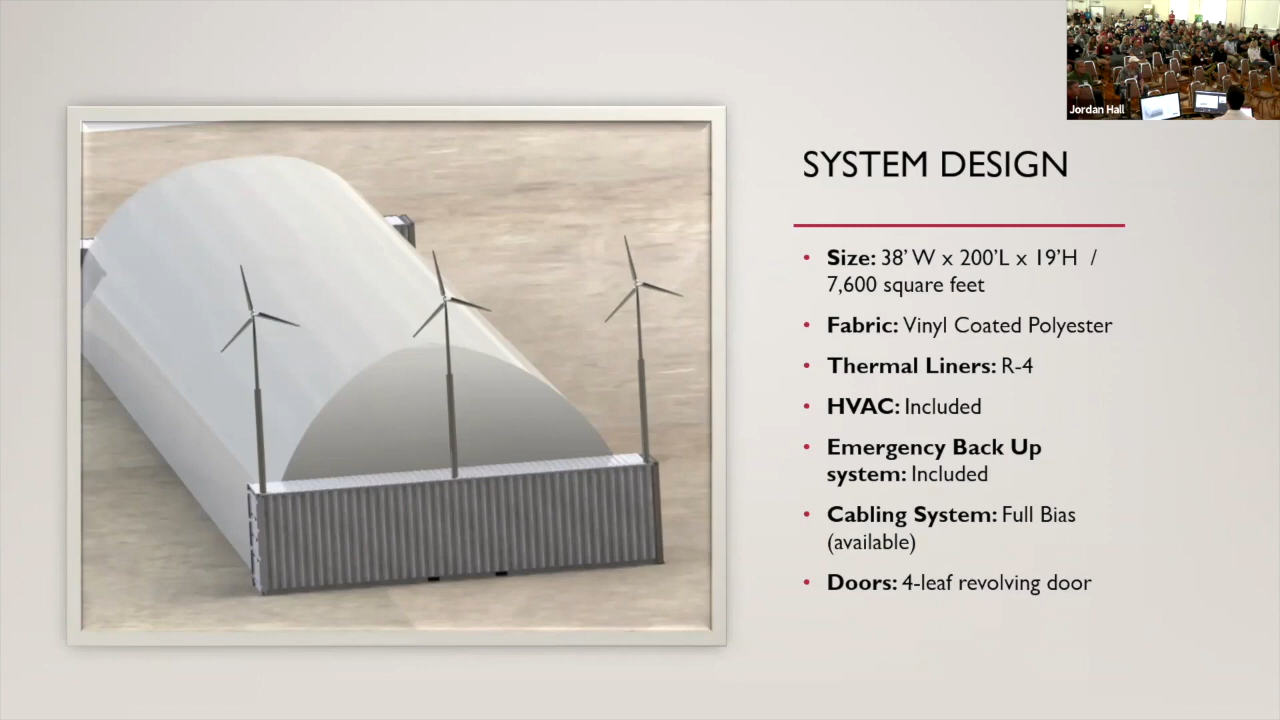 Jordan Hall
SYSTEM DESIGN
• Size: 38' W x 200'L x 19'H /
7,600 square feet
• Fabric: Vinyl Coated Polyester
• Thermal Liners: R-4
• HVAC: Included
• Emergency Back Up
system: Included
• Cabling System: Full Bias
(available)
• Doors: 4-leaf revolving door